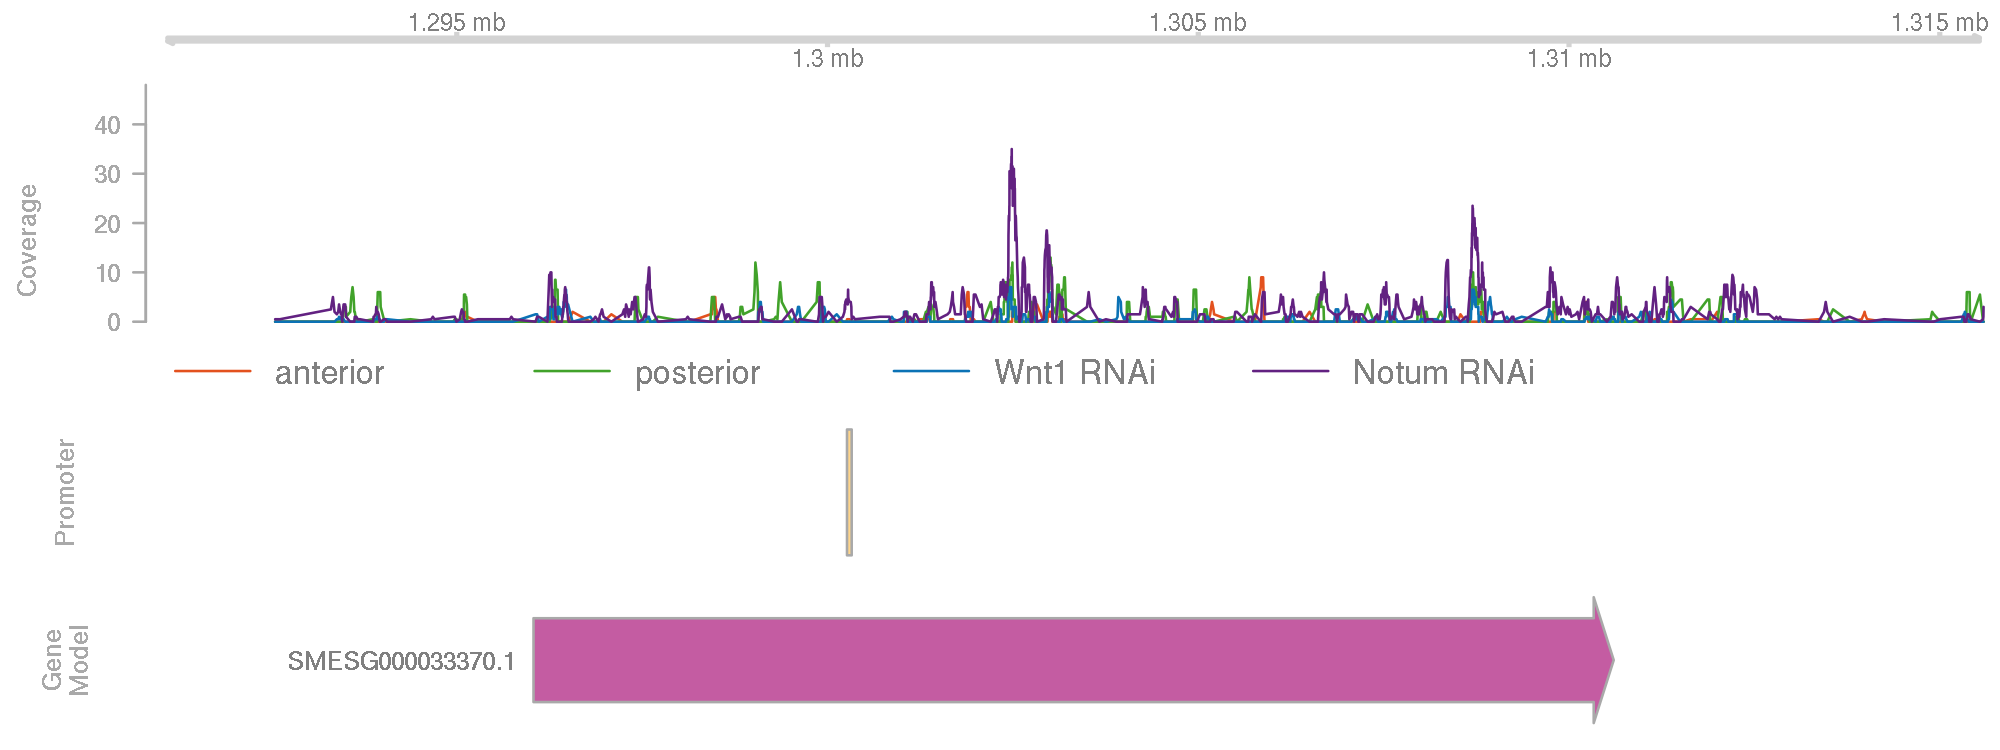 1.295 mb
1.305 mb
1.315 mb
1.3 mb
1.31 mb
Coverage
40
30
20
10
0
anterior
posterior
Wnt1 RNAi
Notum RNAi
Promoter
Gene
Model
SMESG000033370.1